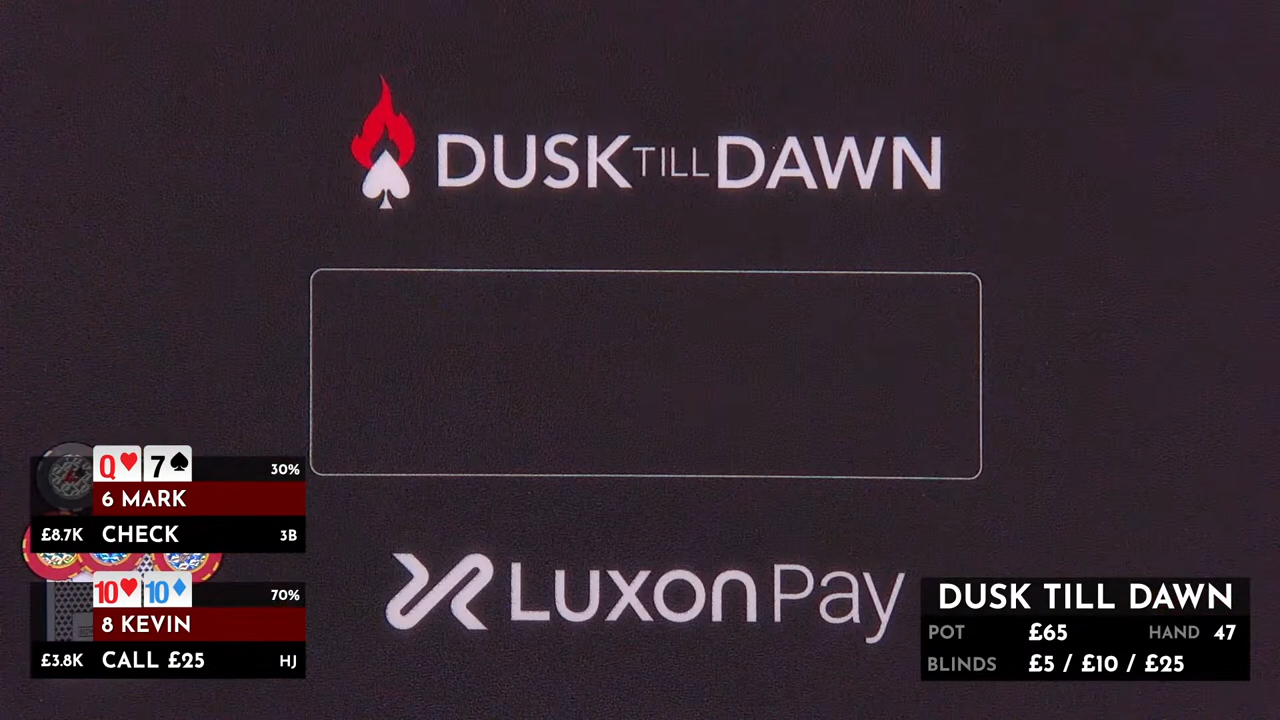 DUSK TILL DAWN
Q♥ 7♠ 30%
6 MARK
£8.7K CHECK 3B
10♥ 10♦ 70%
8 KEVIN
£3.8K CALL £25 HJ
LUXON Pay
DUSK TILL DAWN
POT £65 HAND 47
BLINDS £5 / £10 / £25